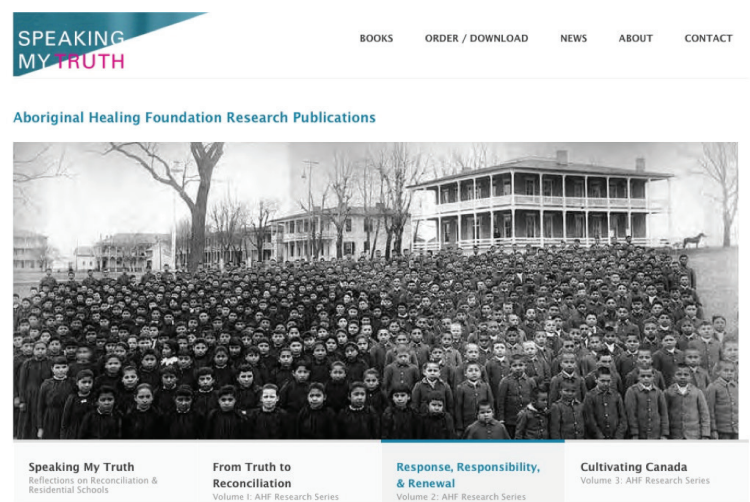 SPEAKING
MY TRUTH
BOOKS
ORDER / DOWNLOAD
NEWS
ABOUT
CONTACT
Aboriginal Healing Foundation Research Publications
Speaking My Truth
Reflections on Reconciliation &
Residential Schools
From Truth to
Reconciliation
Volume I: AHF Research Series
Response, Responsibility,
& Renewal
Volume 2: AHF Research Series
Cultivating Canada
Volume 3: AHF Research Series